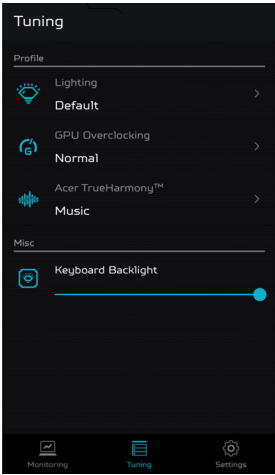 Tuning
Profile
Lighting
Default
GPU Overclocking
Normal
Acer TrueHarmony™
Music
Misc
Keyboard Backlight
Monitoring
Tuning
Settings